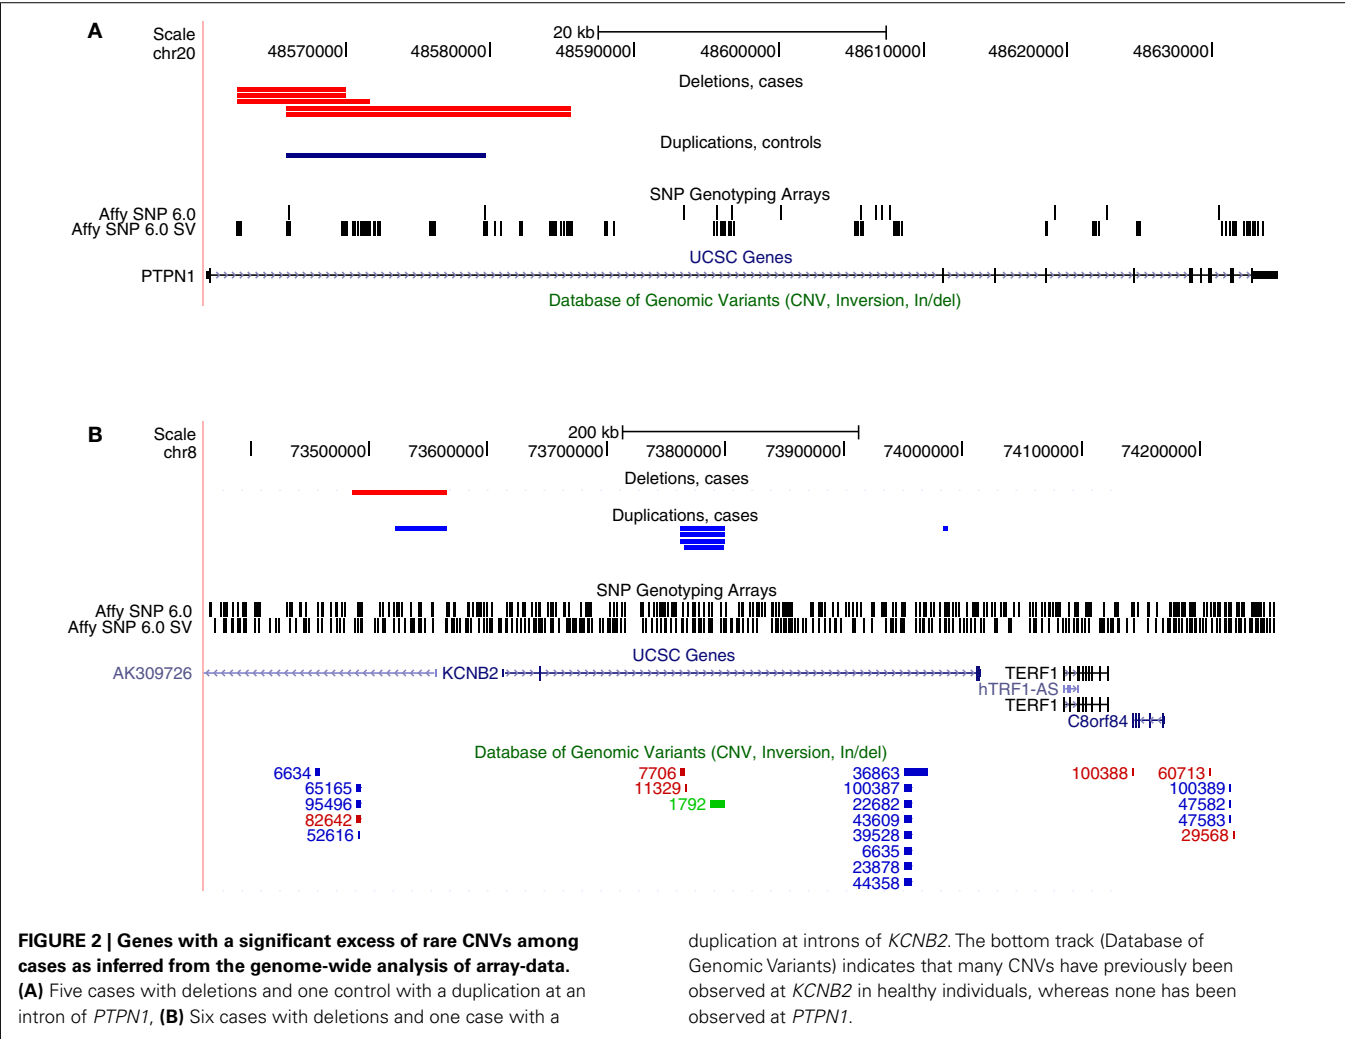 A
Scale
20 kb
chr20
48570000
48580000
48590000
48600000
48610000
48620000
48630000
Deletions, cases
Duplications, controls
SNP Genotyping Arrays
Affy SNP 6.0
Affy SNP 6.0 SV
UCSC Genes
PTPN1
Database of Genomic Variants (CNV, Inversion, In/del)
B
Scale
200 kb
chr8
73500000
73600000
73700000
73800000
73900000
74000000
74100000
74200000
Deletions, cases
Duplications, cases
SNP Genotyping Arrays
Affy SNP 6.0
Affy SNP 6.0 SV
UCSC Genes
AK309726
KCNB2
TERF1
hTRF1-AS
TERF1
C8orf84
Database of Genomic Variants (CNV, Inversion, In/del)
6634
65165
95496
82642
52616
7706
11329
1792
36863
100387
22682
43609
39528
6635
23878
44358
100388
60713
100389
47582
47583
29568
FIGURE 2 | Genes with a significant excess of rare CNVs among
cases as inferred from the genome-wide analysis of array-data.
(A) Five cases with deletions and one control with a duplication at an
intron of PTPN1, (B) Six cases with deletions and one case with a
duplication at introns of KCNB2. The bottom track (Database of
Genomic Variants) indicates that many CNVs have previously been
observed at KCNB2 in healthy individuals, whereas none has been
observed at PTPN1.